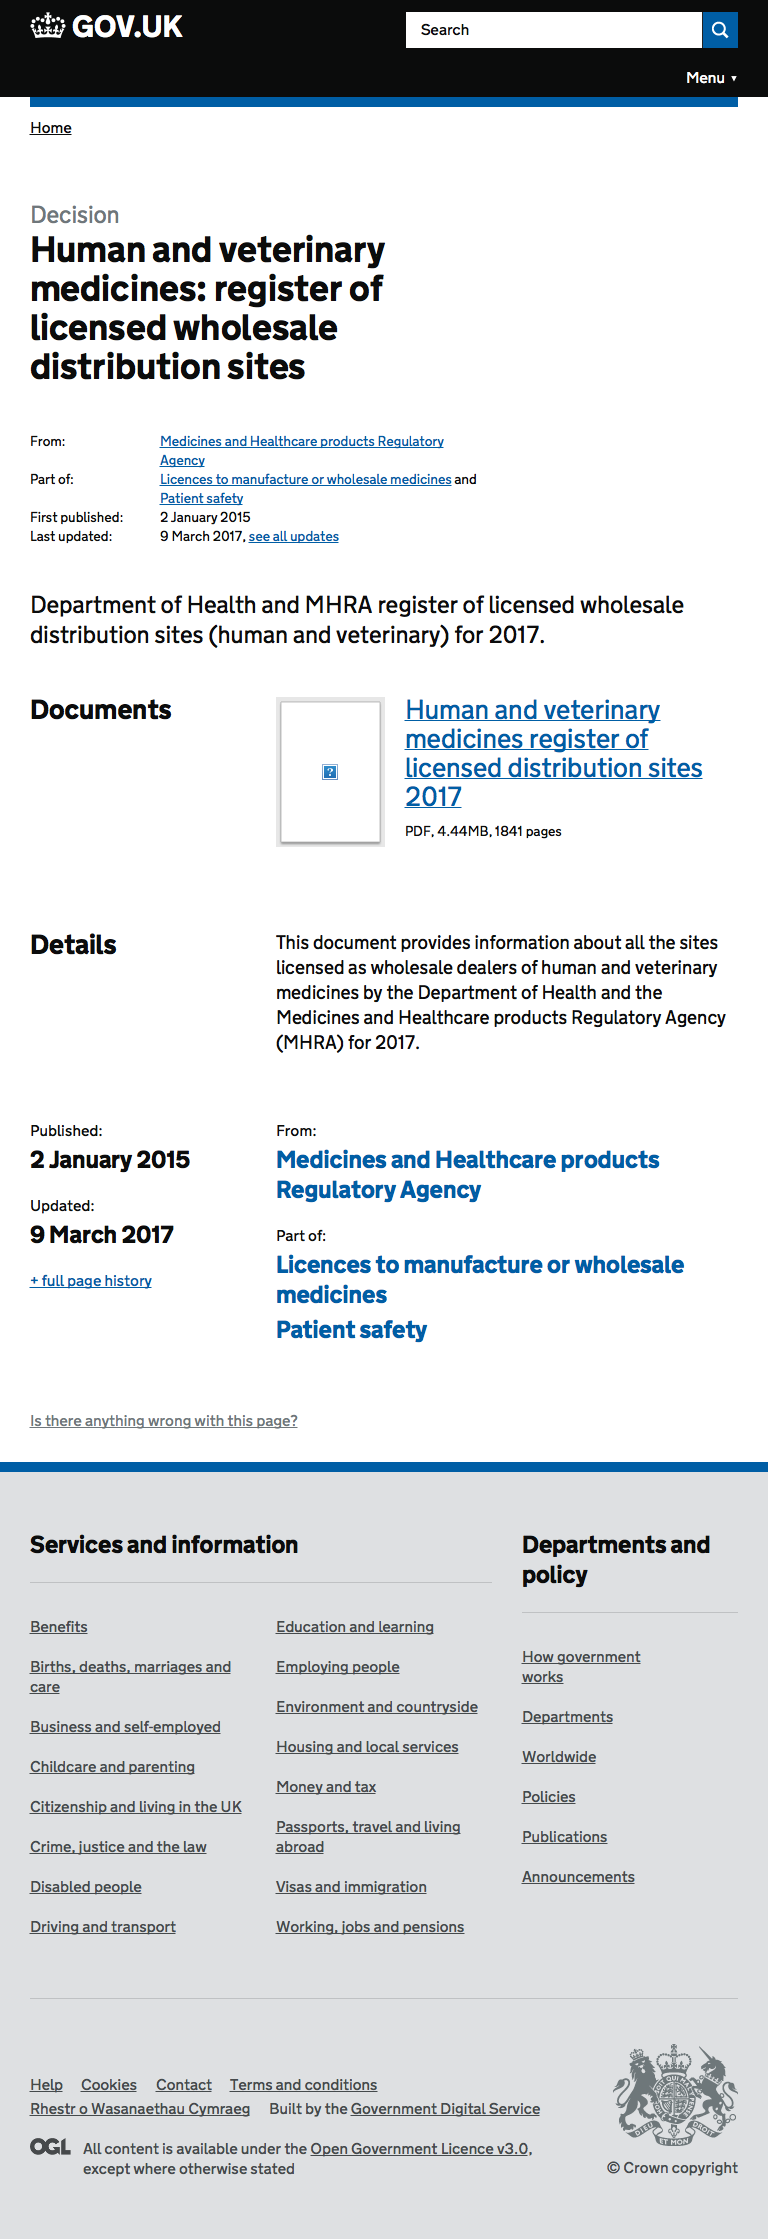 GOV.UK
Search
Menu ▼
Home
Decision
Human and veterinary
medicines: register of
licensed wholesale
distribution sites
From: Medicines and Healthcare products Regulatory
Agency
Part of: Licences to manufacture or wholesale medicines and
Patient safety
First published: 2 January 2015
Last updated: 9 March 2017, see all updates
Department of Health and MHRA register of licensed wholesale
distribution sites (human and veterinary) for 2017.
Documents
Human and veterinary
medicines register of
licensed distribution sites
2017
PDF, 4.44MB, 1841 pages
Details
This document provides information about all the sites
licensed as wholesale dealers of human and veterinary
medicines by the Department of Health and the
Medicines and Healthcare products Regulatory Agency
(MHRA) for 2017.
Published:
2 January 2015
Updated:
9 March 2017
+ full page history
From:
Medicines and Healthcare products
Regulatory Agency
Part of:
Licences to manufacture or wholesale
medicines
Patient safety
Is there anything wrong with this page?
Services and information
Benefits
Births, deaths, marriages and
care
Business and self-employed
Childcare and parenting
Citizenship and living in the UK
Crime, justice and the law
Disabled people
Driving and transport
Education and learning
Employing people
Environment and countryside
Housing and local services
Money and tax
Passports, travel and living
abroad
Visas and immigration
Working, jobs and pensions
Departments and
policy
How government
works
Departments
Worldwide
Policies
Publications
Announcements
Help Cookies Contact Terms and conditions
Rhestr o Wasanaethau Cymraeg Built by the Government Digital Service
OGL
All content is available under the Open Government Licence v3.0,
except where otherwise stated
DIEU ET MON DROIT
© Crown copyright